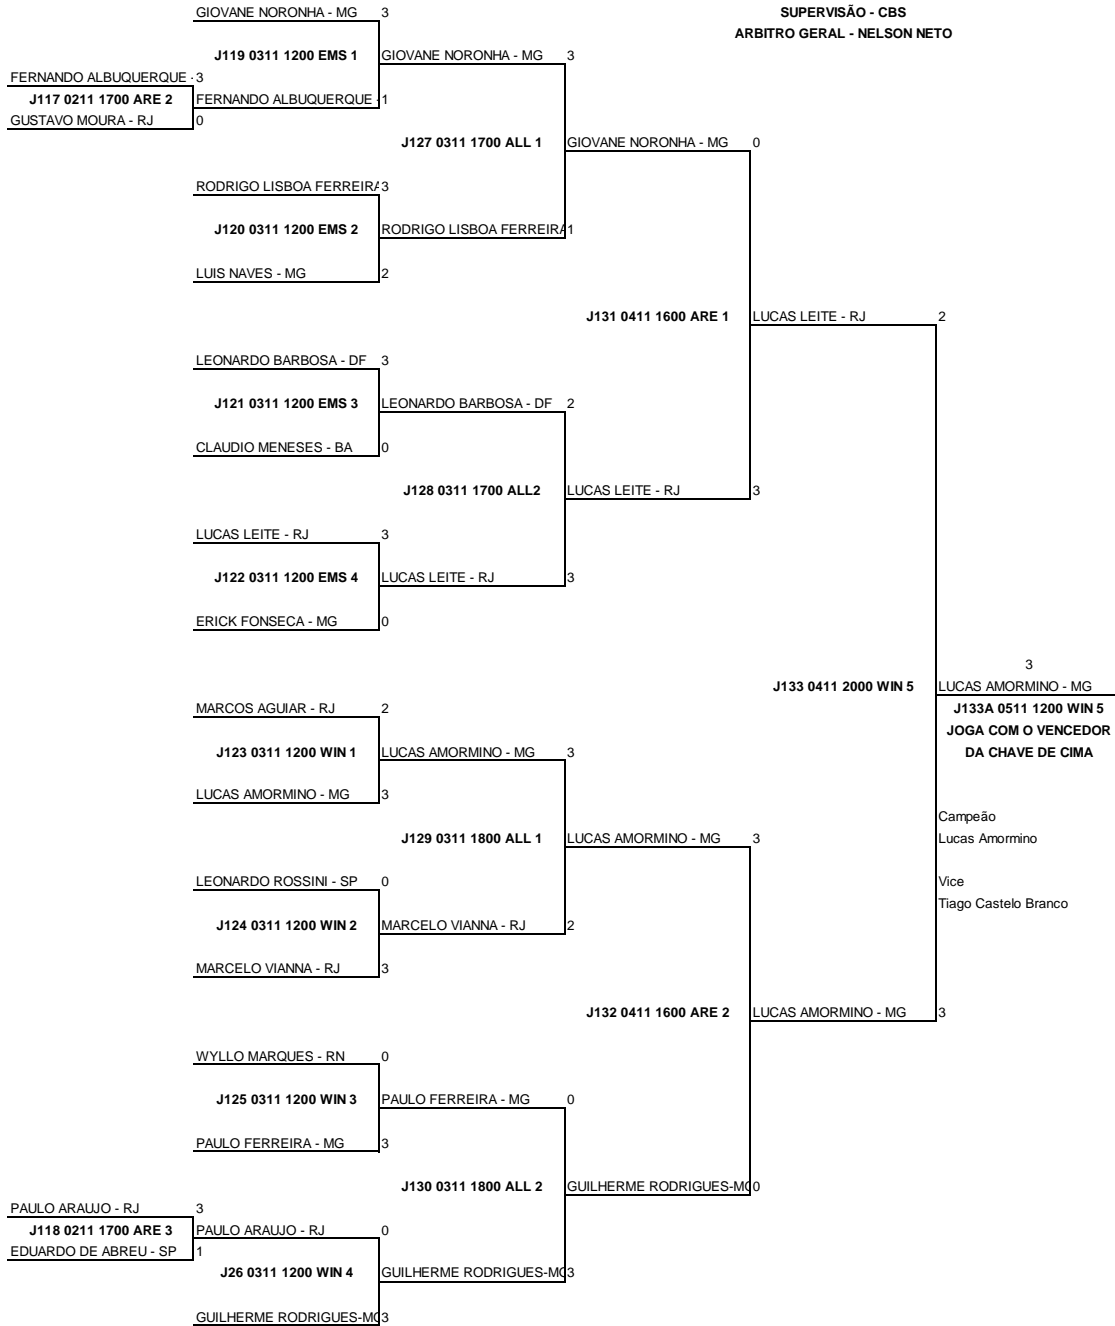 GIOVANE NORONHA - MG 3
SUPERVISÃO - CBS
ARBITRO GERAL - NELSON NETO
J119 0311 1200 EMS 1
GIOVANE NORONHA - MG 3
FERNANDO ALBUQUERQUE - 3
J117 0211 1700 ARE 2
FERNANDO ALBUQUERQUE 1
GUSTAVO MOURA - RJ 0
J127 0311 1700 ALL 1
GIOVANE NORONHA - MG 0
RODRIGO LISBOA FERREIRA 3
J120 0311 1200 EMS 2
RODRIGO LISBOA FERREIRA 1
LUIS NAVES - MG 2
J131 0411 1600 ARE 1
LUCAS LEITE - RJ 2
LEONARDO BARBOSA - DF 3
J121 0311 1200 EMS 3
LEONARDO BARBOSA - DF 2
CLAUDIO MENESES - BA 0
J128 0311 1700 ALL2
LUCAS LEITE - RJ 3
LUCAS LEITE - RJ 3
J122 0311 1200 EMS 4
LUCAS LEITE - RJ 3
ERICK FONSECA - MG 0
3
J133 0411 2000 WIN 5
LUCAS AMORMINO - MG
J133A 0511 1200 WIN 5
JOGA COM O VENCEDOR
DA CHAVE DE CIMA
MARCOS AGUIAR - RJ 2
J123 0311 1200 WIN 1
LUCAS AMORMINO - MG 3
LUCAS AMORMINO - MG 3
Campeão
Lucas Amormino
J129 0311 1800 ALL 1
LUCAS AMORMINO - MG 3
Vice
Tiago Castelo Branco
LEONARDO ROSSINI - SP 0
J124 0311 1200 WIN 2
MARCELO VIANNA - RJ 2
MARCELO VIANNA - RJ 3
J132 0411 1600 ARE 2
LUCAS AMORMINO - MG 3
WYLLO MARQUES - RN 0
J125 0311 1200 WIN 3
PAULO FERREIRA - MG 0
PAULO FERREIRA - MG 3
J130 0311 1800 ALL 2
GUILHERME RODRIGUES-MG 0
PAULO ARAUJO - RJ 3
J118 0211 1700 ARE 3
PAULO ARAUJO - RJ 0
EDUARDO DE ABREU - SP 1
J26 0311 1200 WIN 4
GUILHERME RODRIGUES-MG 3
GUILHERME RODRIGUES-MG 3